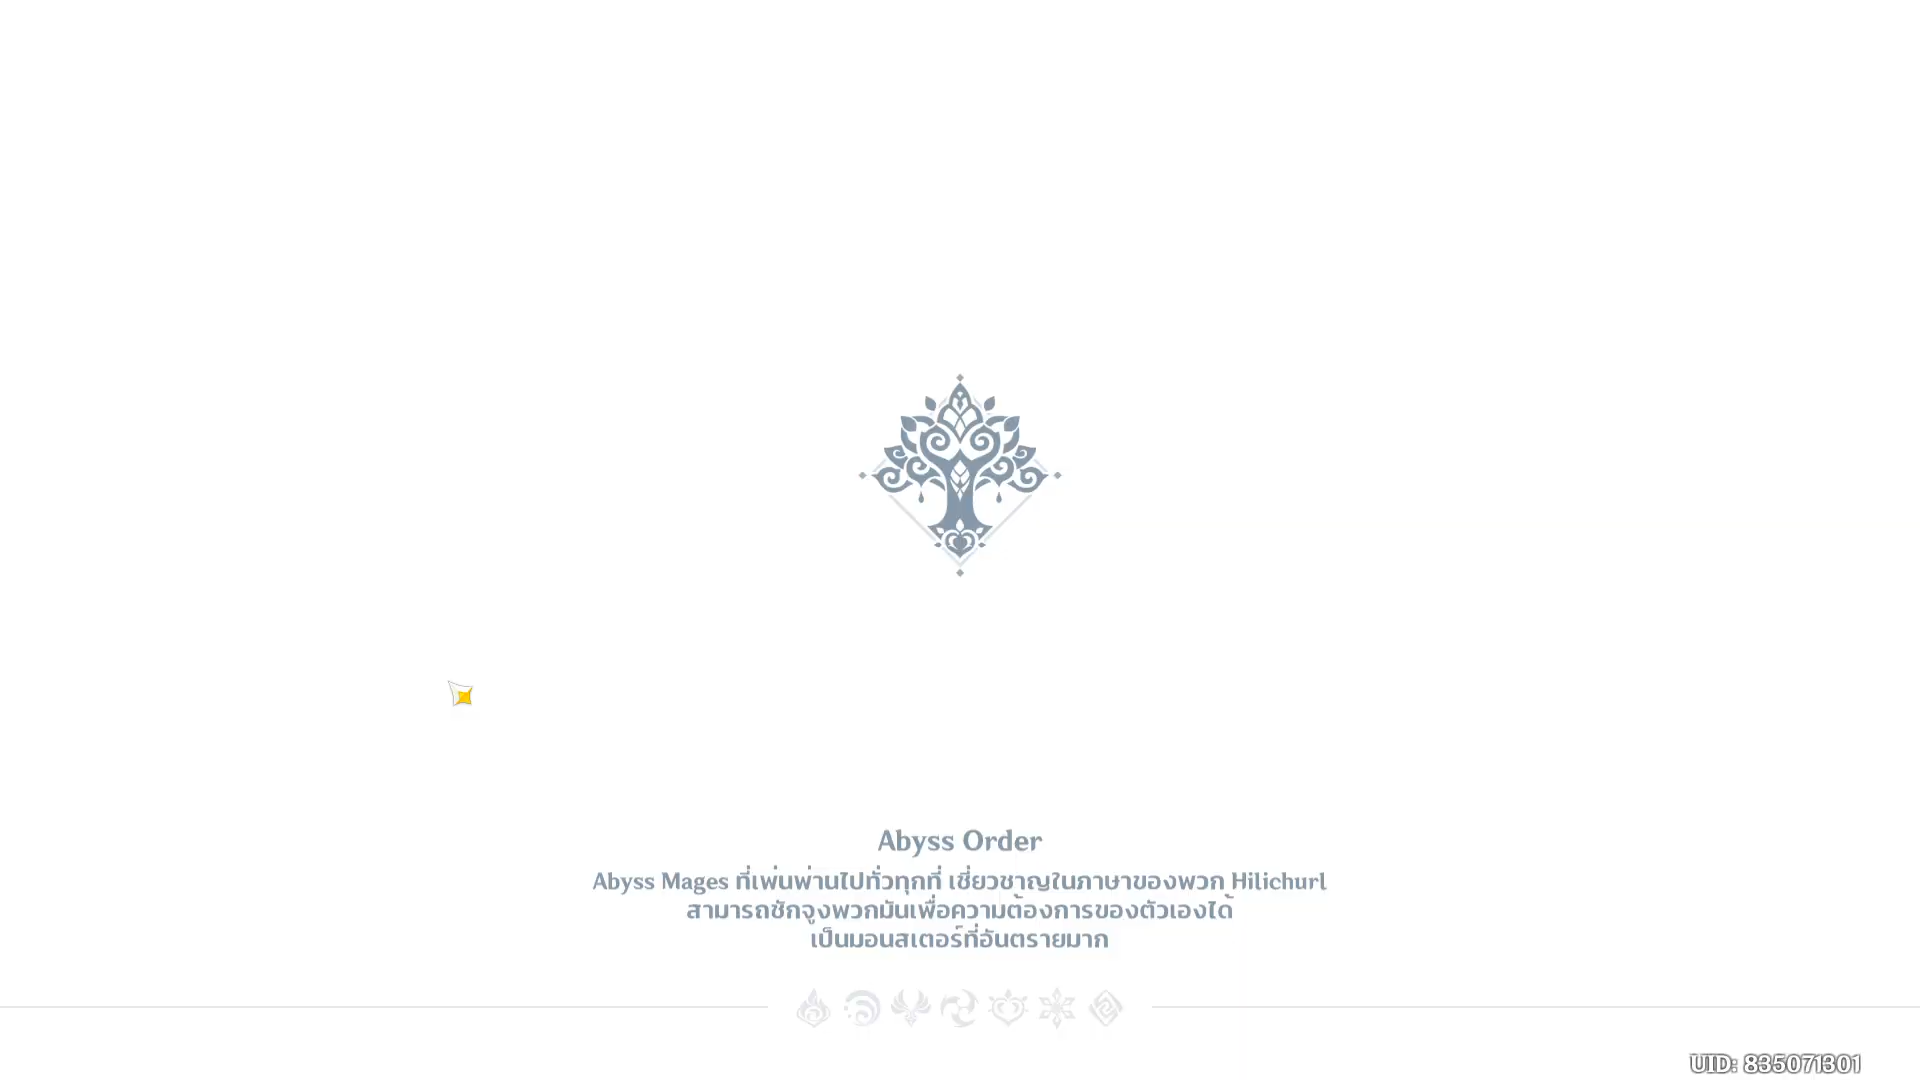 Abyss Order
Abyss Mages ที่เพ่นพ่านไปทั่วทุกที่ เชี่ยวชาญในภาษาของพวก Hilichurl
สามารถชักจูงพวกมันเพื่อความต้องการของตัวเองได้
เป็นมอนสเตอร์ที่อันตรายมาก
UID: 835071301